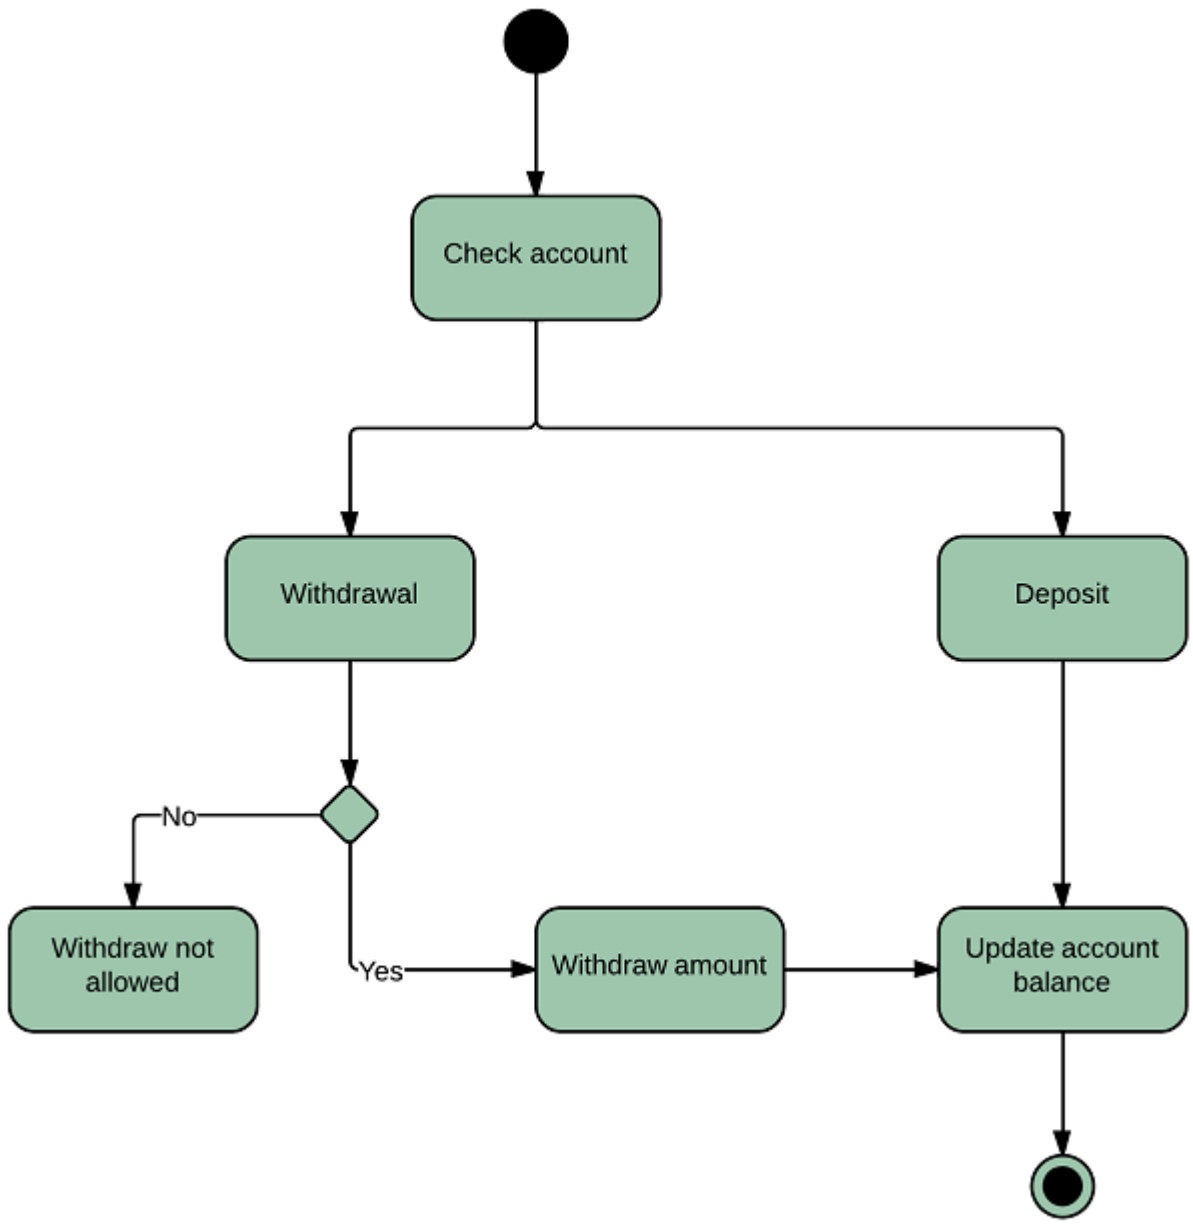 Check account
Withdrawal
Deposit
No
Withdraw not
allowed
Yes
Withdraw amount
Update account
balance